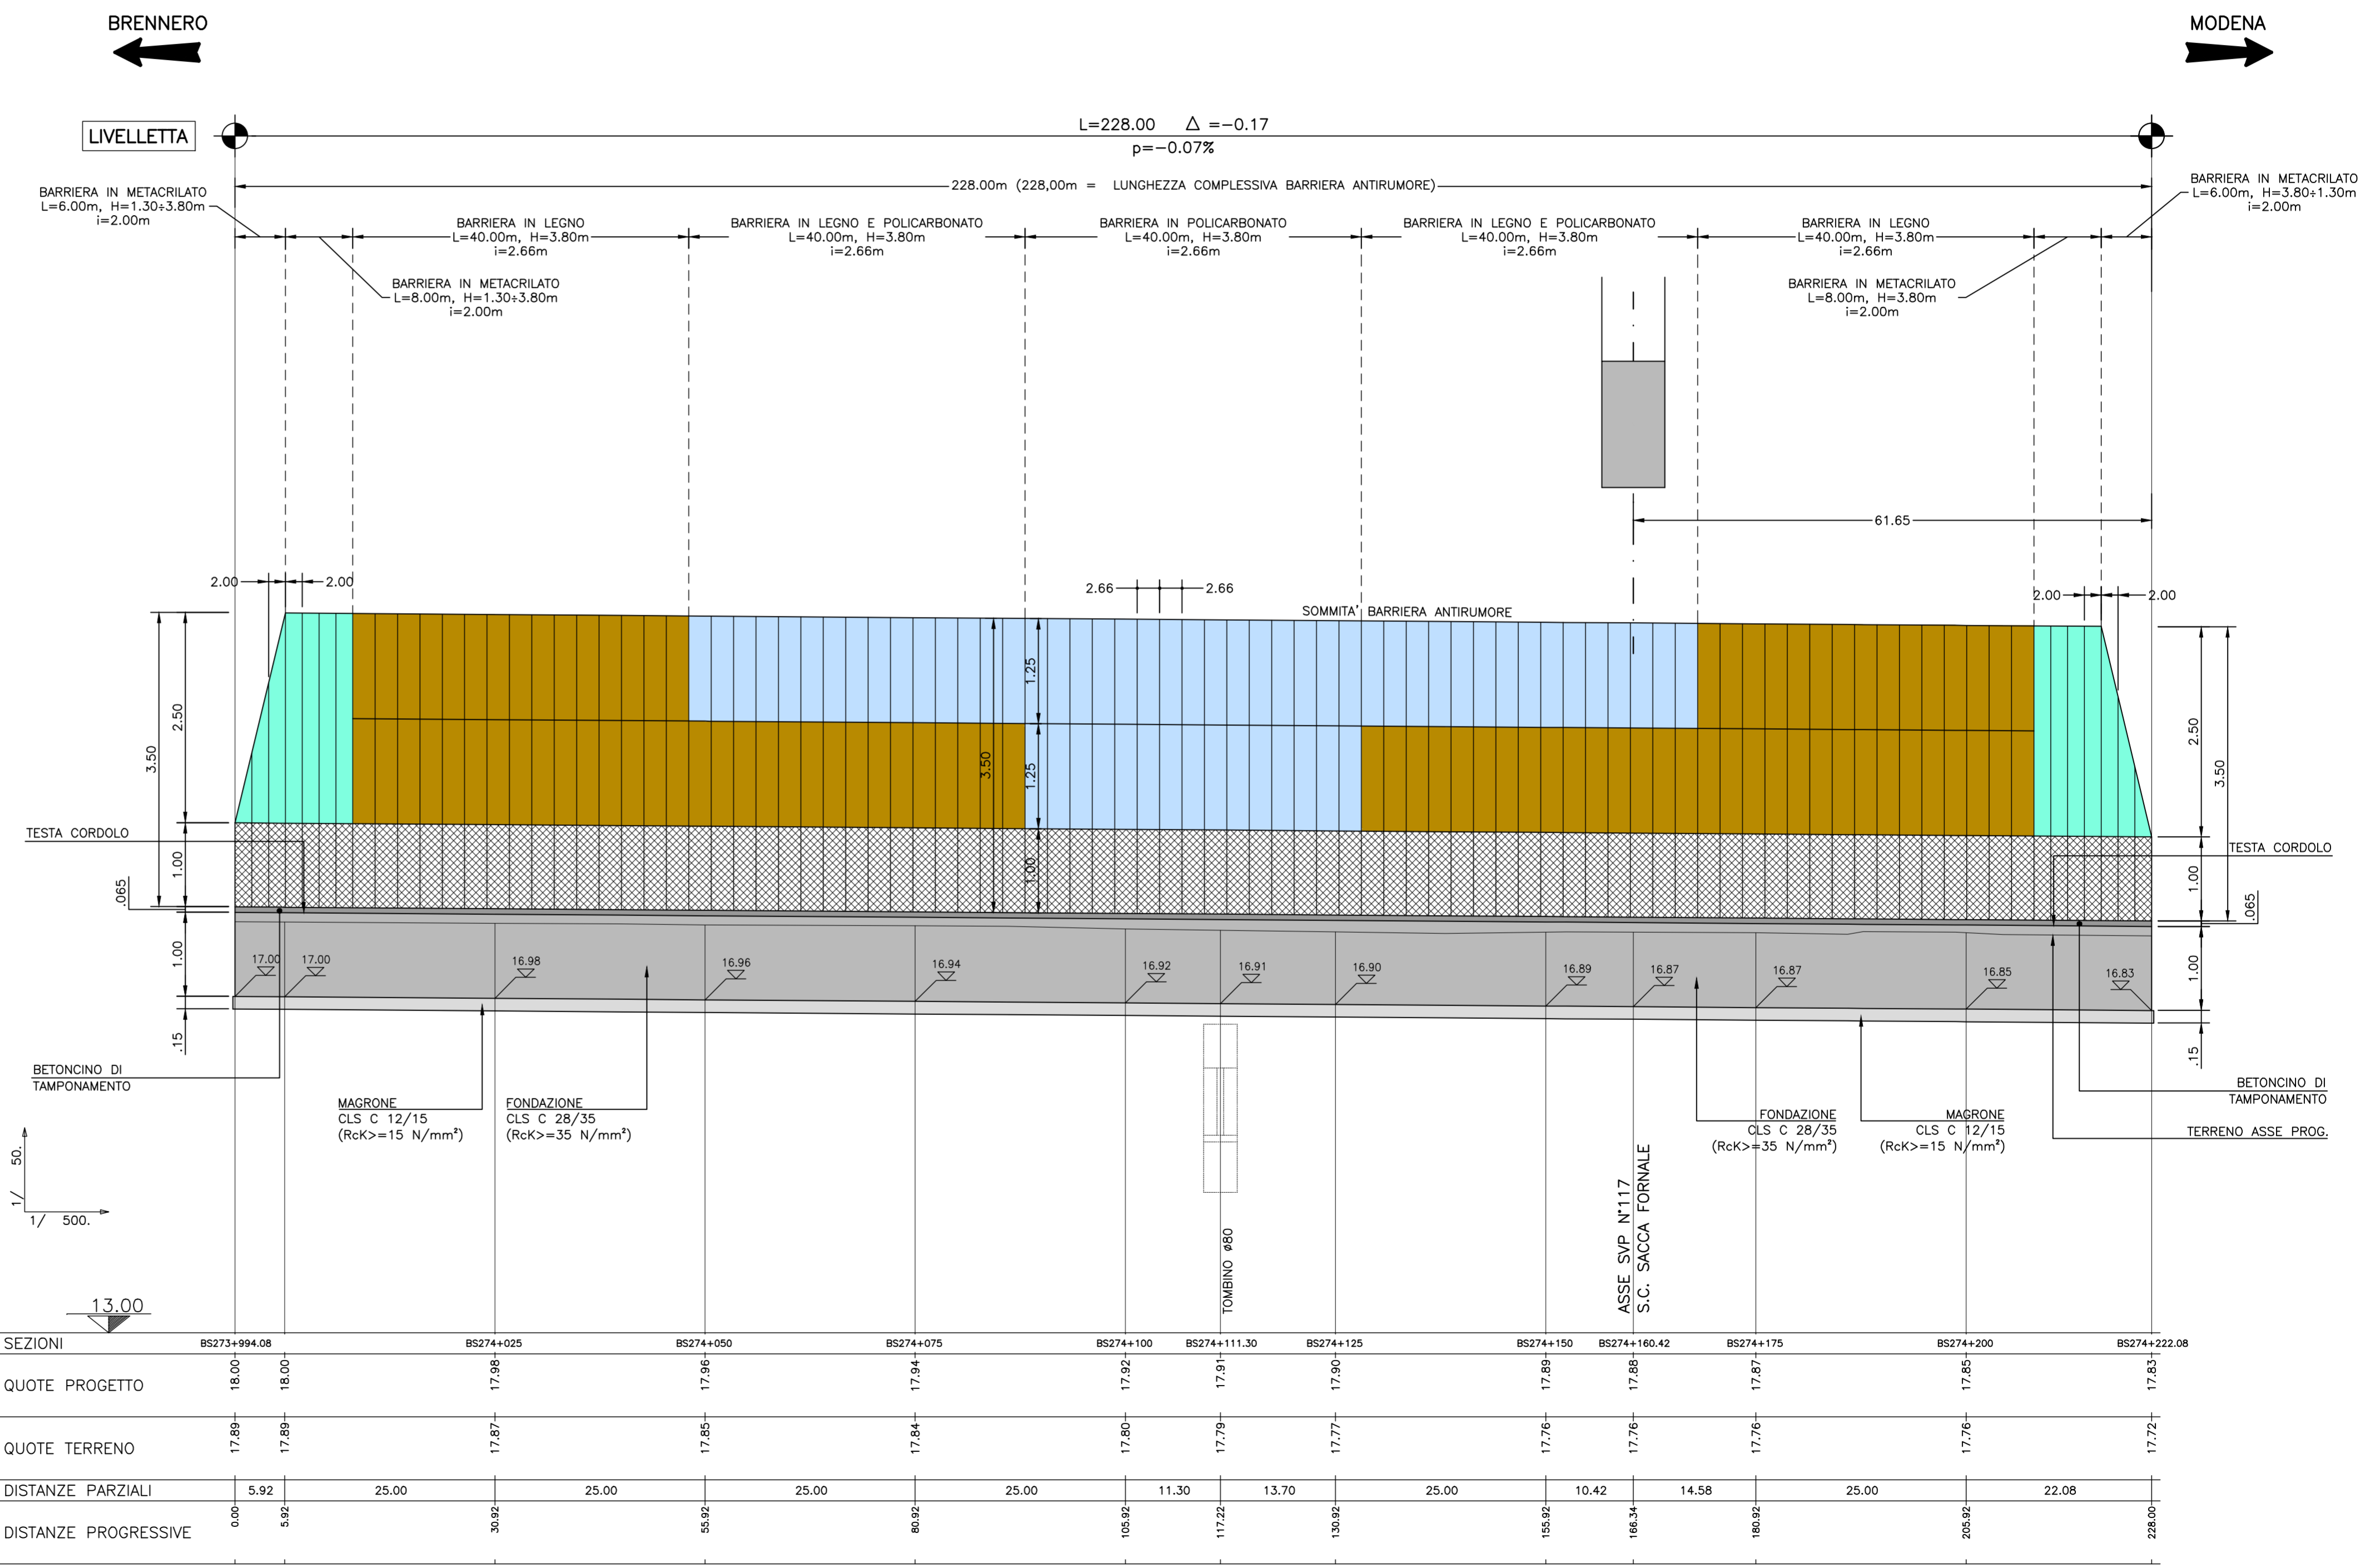 BRENNERO
MODENA
LIVELLETTA
L=228.00 Δ =−0.17
p=−0.07%
228.00m (228,00m = LUNGHEZZA COMPLESSIVA BARRIERA ANTIRUMORE)
BARRIERA IN METACRILATO
L=6.00m, H=1.30÷3.80m
i=2.00m
BARRIERA IN LEGNO
L=40.00m, H=3.80m
i=2.66m
BARRIERA IN LEGNO E POLICARBONATO
L=40.00m, H=3.80m
i=2.66m
BARRIERA IN POLICARBONATO
L=40.00m, H=3.80m
i=2.66m
BARRIERA IN LEGNO E POLICARBONATO
L=40.00m, H=3.80m
i=2.66m
BARRIERA IN LEGNO
L=40.00m, H=3.80m
i=2.66m
BARRIERA IN METACRILATO
L=6.00m, H=3.80÷1.30m
i=2.00m
BARRIERA IN METACRILATO
L=8.00m, H=1.30÷3.80m
i=2.00m
BARRIERA IN METACRILATO
L=8.00m, H=3.80m
i=2.00m
61.65
2.00 2.00
2.66 2.66
2.00 2.00
SOMMITA' BARRIERA ANTIRUMORE
3.50
2.50
1.00
.065
1.00
.15
3.50
1.25
1.25
1.00
2.50
3.50
1.00
.065
1.00
.15
TESTA CORDOLO
TESTA CORDOLO
17.00 17.00 16.98 16.96 16.94 16.92 16.91 16.90 16.89 16.87 16.87 16.85 16.83
BETONCINO DI
TAMPONAMENTO
MAGRONE
CLS C 12/15
(RcK>=15 N/mm²)
FONDAZIONE
CLS C 28/35
(RcK>=35 N/mm²)
FONDAZIONE
CLS C 28/35
(RcK>=35 N/mm²)
MAGRONE
CLS C 12/15
(RcK>=15 N/mm²)
BETONCINO DI
TAMPONAMENTO
TERRENO ASSE PROG.
1/ 50.
1/ 500.
TOMBINO ø80
ASSE SVP N°117
S.C. SACCA FORNALE
13.00
SEZIONI BS273+994.08 BS274+025 BS274+050 BS274+075 BS274+100 BS274+111.30 BS274+125 BS274+150 BS274+160.42 BS274+175 BS274+200 BS274+222.08
QUOTE PROGETTO 18.00 18.00 17.98 17.96 17.94 17.92 17.91 17.90 17.89 17.88 17.87 17.85 17.83
QUOTE TERRENO 17.89 17.89 17.87 17.85 17.84 17.80 17.79 17.77 17.76 17.76 17.76 17.76 17.72
DISTANZE PARZIALI 5.92 25.00 25.00 25.00 25.00 11.30 13.70 25.00 10.42 14.58 25.00 22.08
DISTANZE PROGRESSIVE 0.00 5.92 30.92 55.92 80.92 105.92 117.22 130.92 155.92 166.34 180.92 205.92 228.00